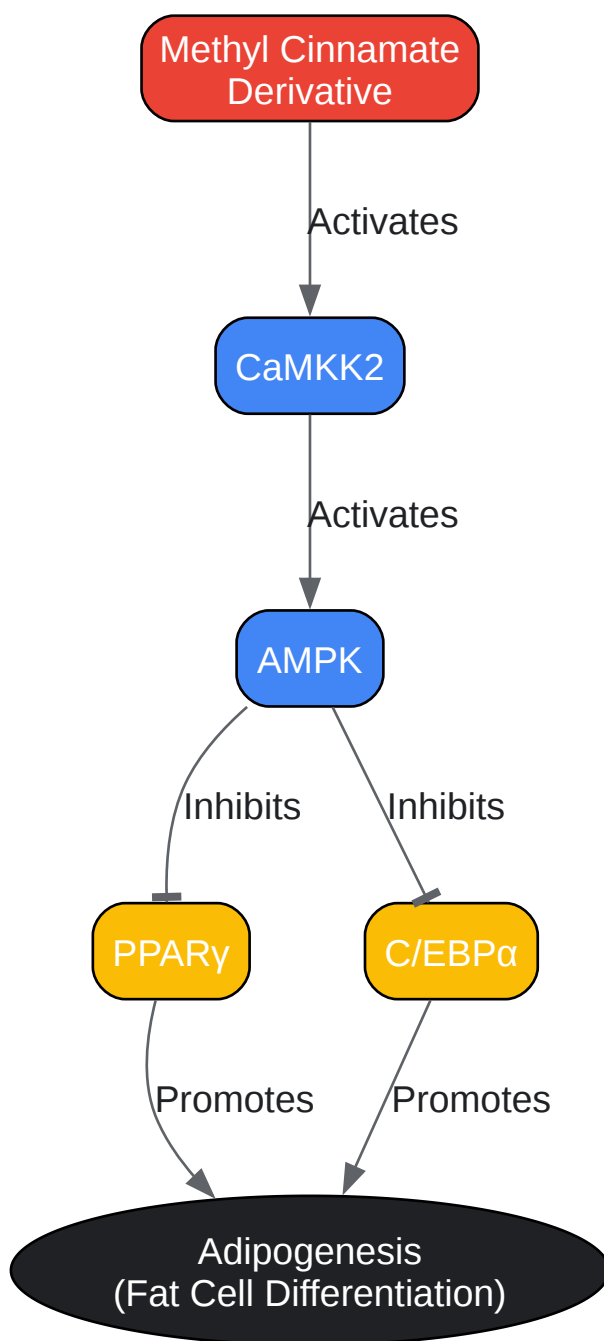 Methyl Cinnamate
Derivative
Activates
CaMKK2
Activates
AMPK
Inhibits
Inhibits
PPARγ
C/EBPα
Promotes
Promotes
Adipogenesis
(Fat Cell Differentiation)